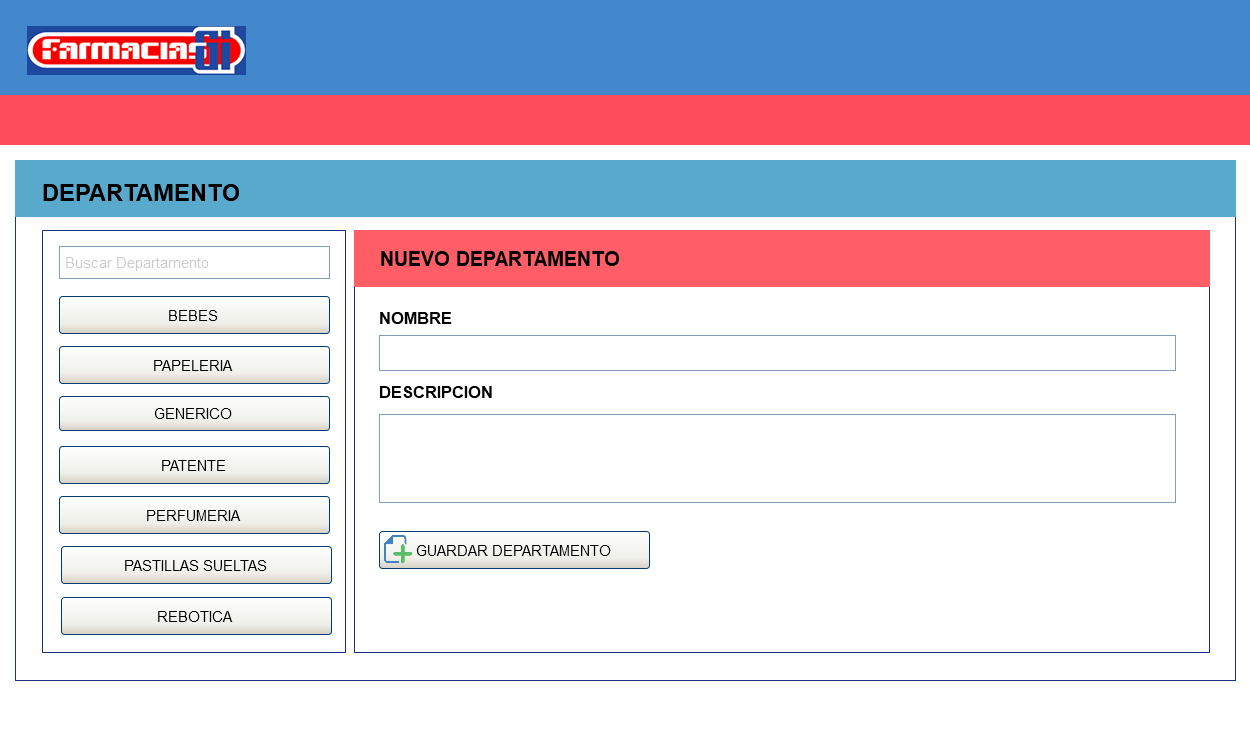 Farmacias GI
DEPARTAMENTO
Buscar Departamento
BEBES
PAPELERIA
GENERICO
PATENTE
PERFUMERIA
PASTILLAS SUELTAS
REBOTICA
NUEVO DEPARTAMENTO
NOMBRE
DESCRIPCION
GUARDAR DEPARTAMENTO